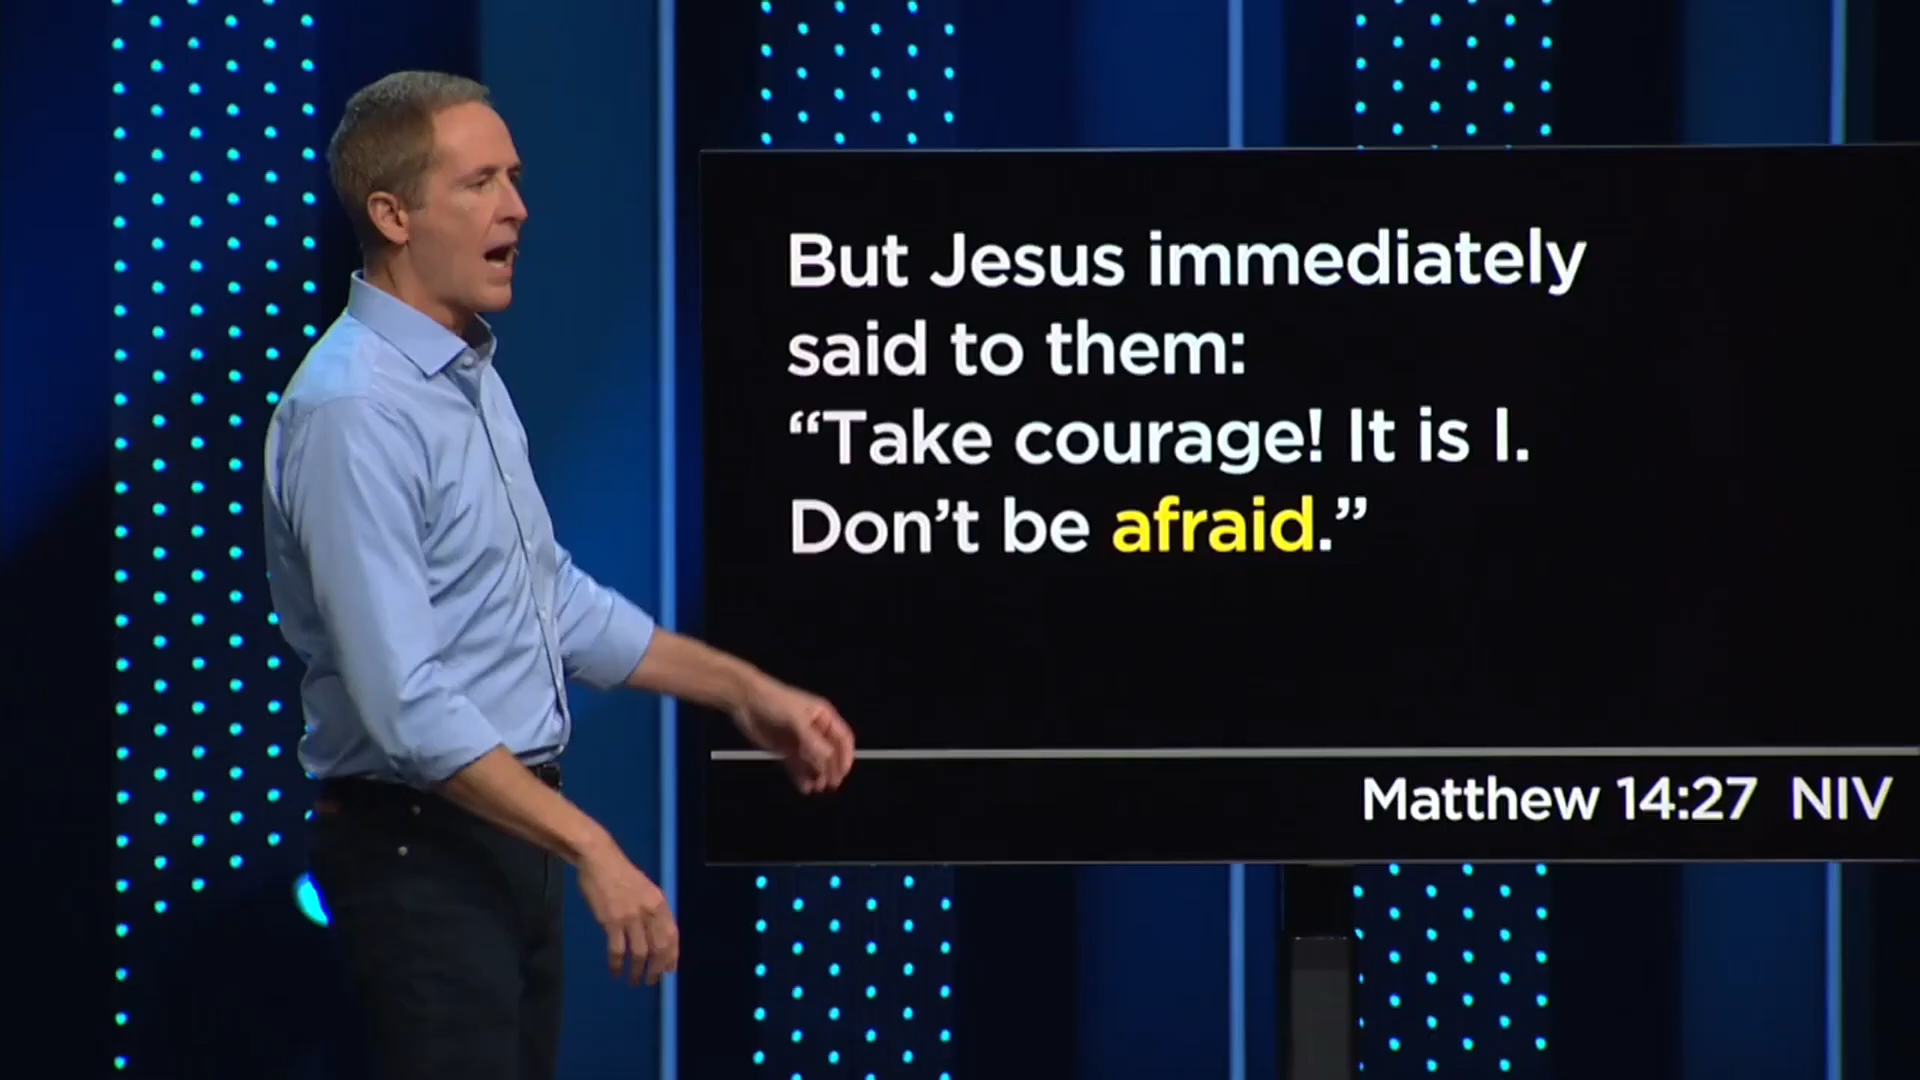 But Jesus immediately
said to them:
“Take courage! It is I.
Don’t be afraid.”
Matthew 14:27 NIV